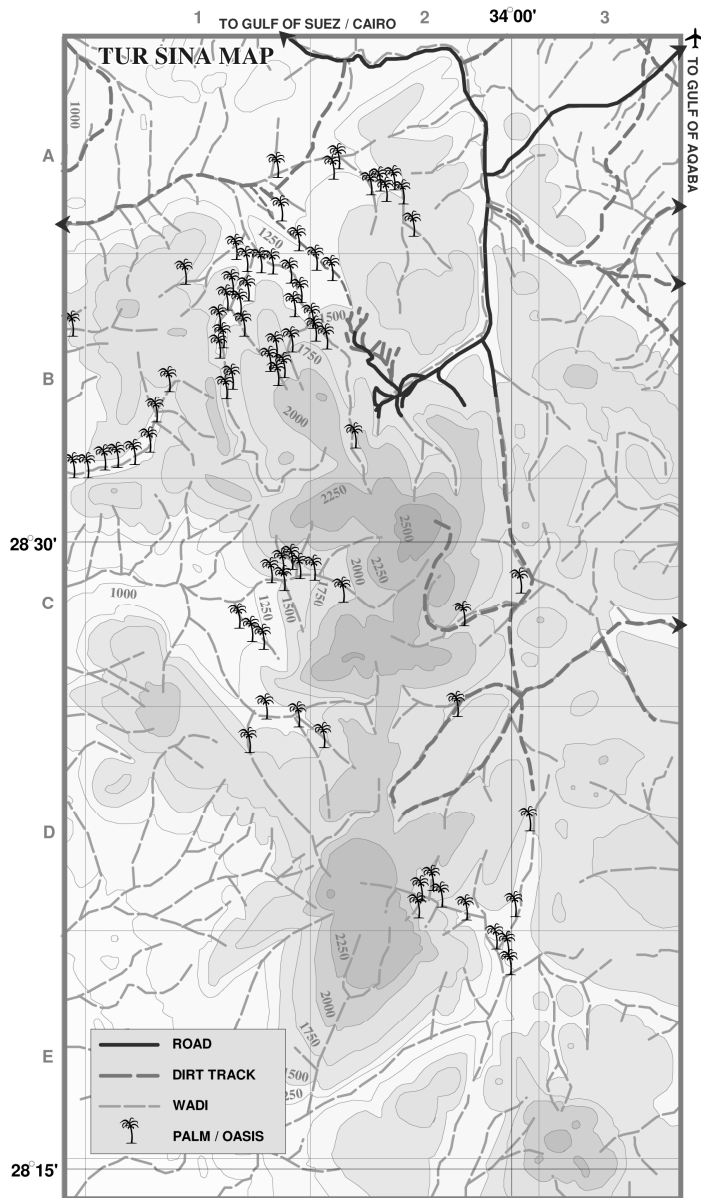 1
TO GULF OF SUEZ / CAIRO
2
34°00'
3
TUR SINA MAP
TO GULF OF AQABA
1000
A
1250
1500
1750
B
2000
2250
2500
28°30'
2000
2250
1750
1500
1250
1000
C
D
2250
2000
1750
1500
1250
E
ROAD
DIRT TRACK
WADI
PALM / OASIS
28°15'